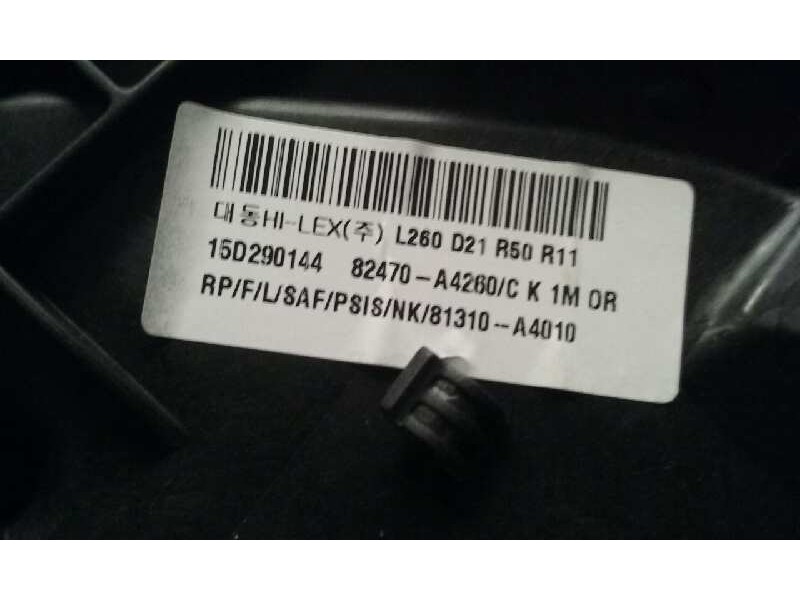 대동HI-LEX(주) L260 D21 R50 R11
15D290144 82470-A4260/C K 1M OR
RP/F/L/SAF/PSIS/NK/81310-A4010